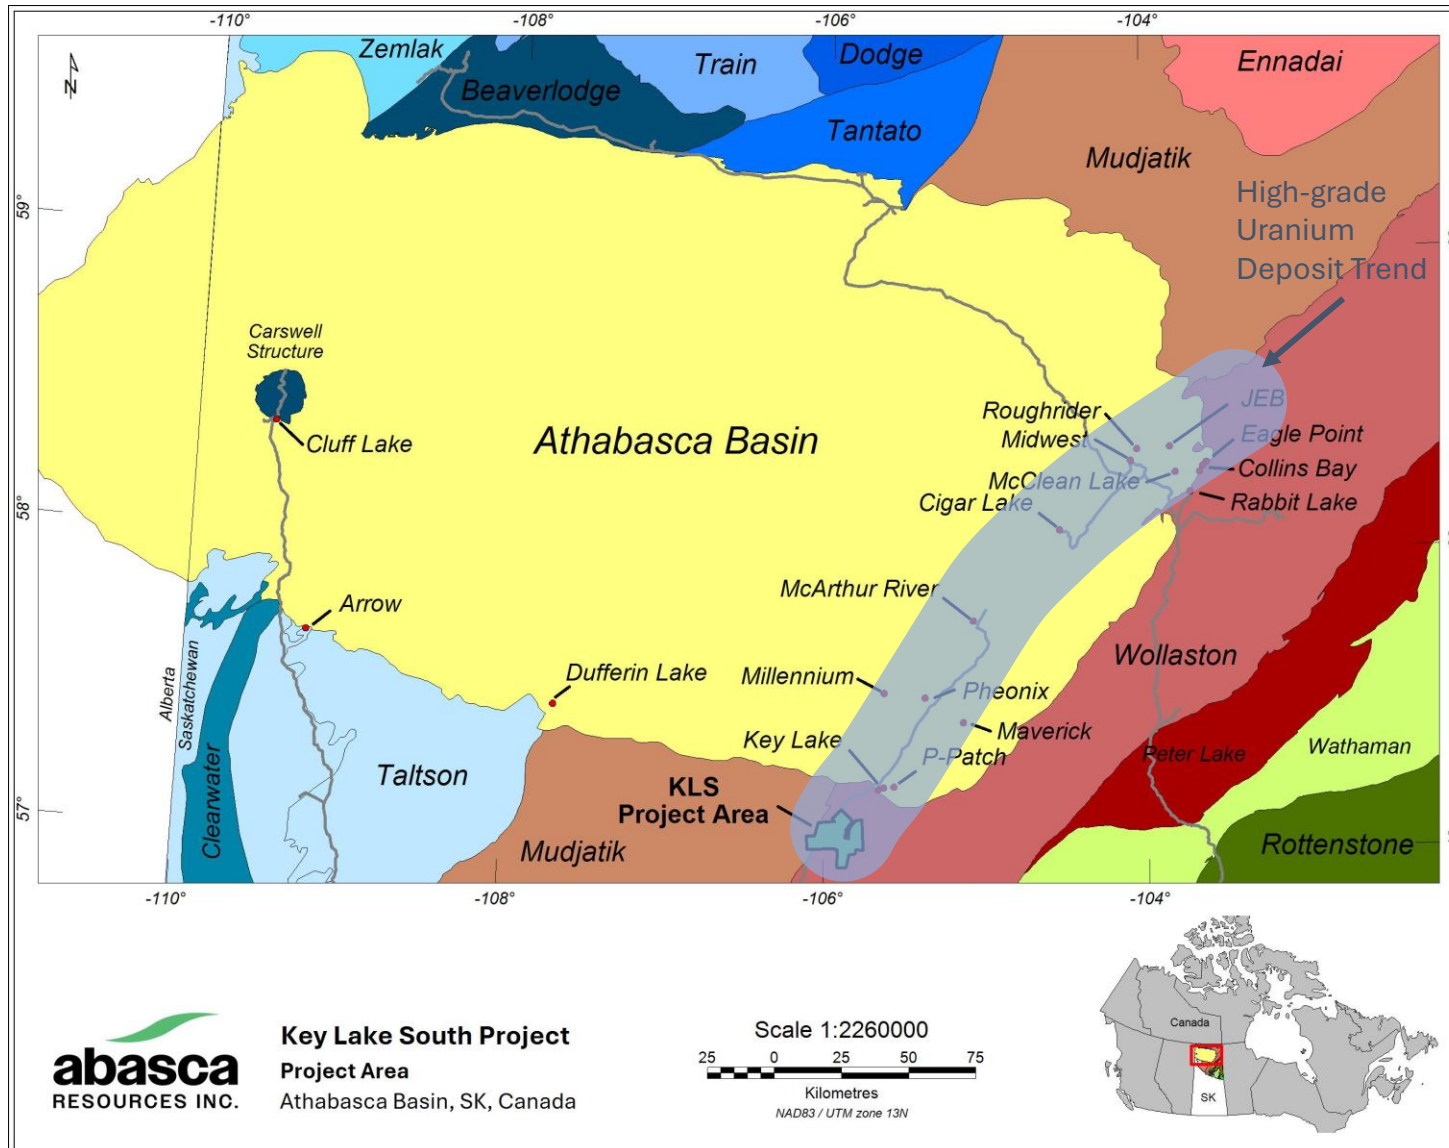 -110°
-108°
-106°
-104°
N
Zemlak
Beaverlodge
Train
Dodge
Tantato
Ennadai
Mudjatik
59°
High-grade
Uranium
Deposit Trend
Carswell
Structure
Cluff Lake
Athabasca Basin
Roughrider
Midwest
McClean Lake
Cigar Lake
JEB
Eagle Point
Collins Bay
Rabbit Lake
58°
Arrow
McArthur River
Dufferin Lake
Millennium
Pheonix
Maverick
Key Lake
P-Patch
Wollaston
Peter Lake
Wathaman
Rottenstone
Alberta
Saskatchewan
Clearwater
Taltson
KLS
Project Area
Mudjatik
57°
-110°
-108°
-106°
-104°
abasca
RESOURCES INC.
Key Lake South Project
Project Area
Athabasca Basin, SK, Canada
Scale 1:2260000
25 0 25 50 75
Kilometres
NAD83 / UTM zone 13N
Canada
SK